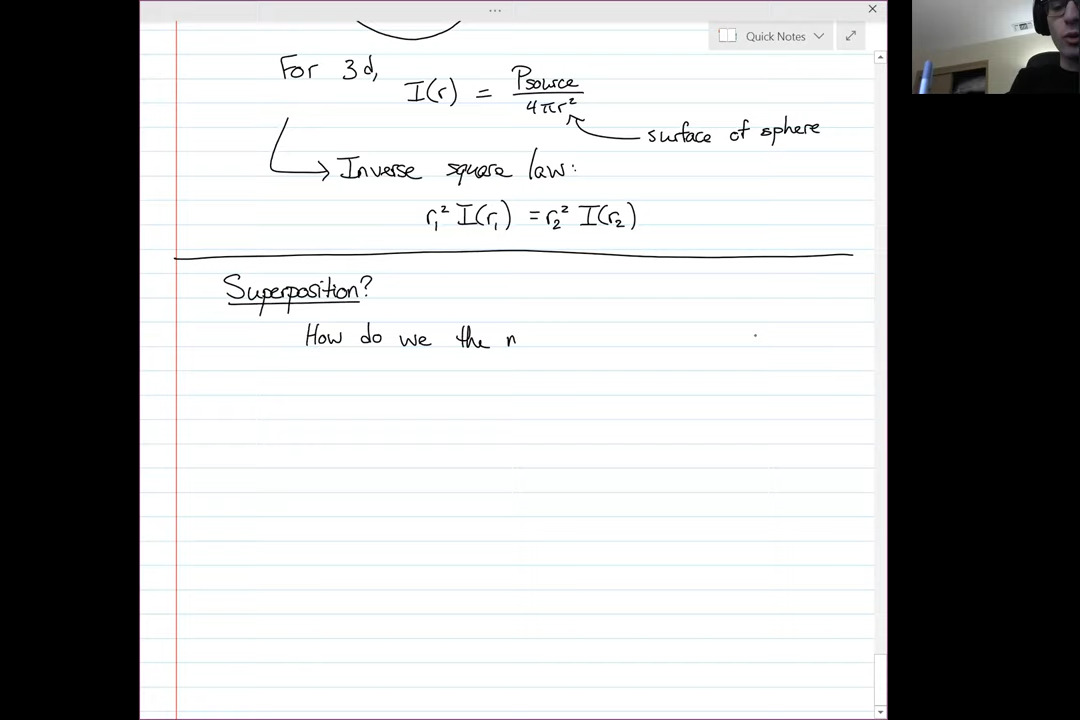 Quick Notes
For 3d,
I(r) = Psource / 4πr²
surface of sphere
Inverse square law:
r₁² I(r₁) = r₂² I(r₂)
Superposition?
How do we the n